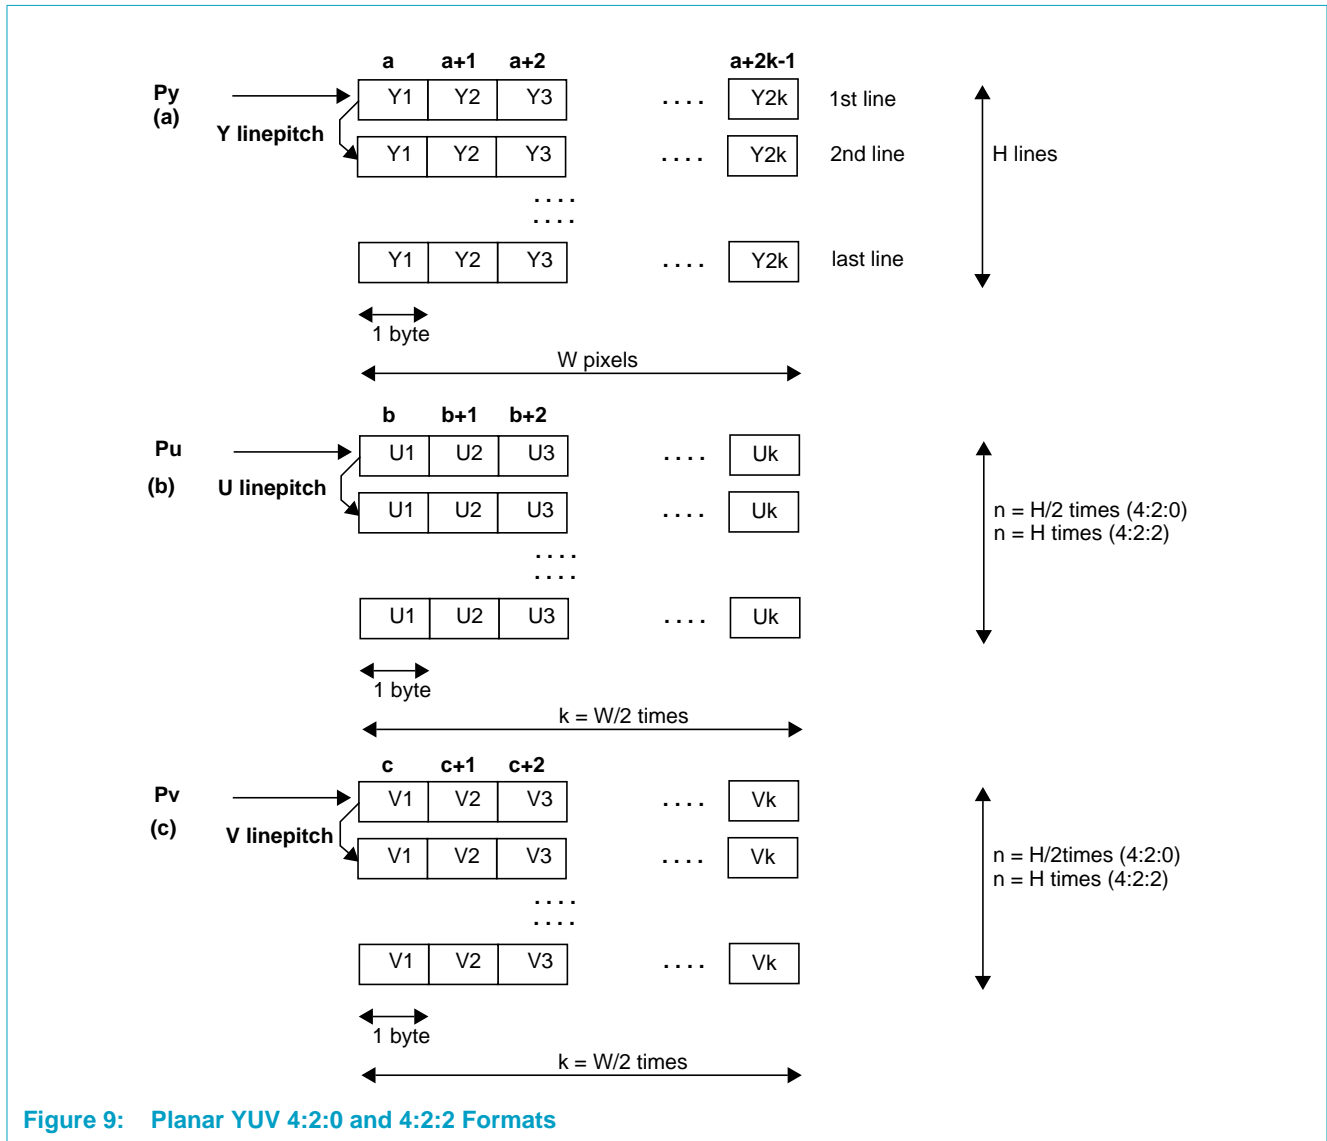 a a+1 a+2 a+2k-1
Py Y1 Y2 Y3 .... Y2k 1st line
(a)
Y linepitch
Y1 Y2 Y3 .... Y2k 2nd line H lines
....
....
Y1 Y2 Y3 .... Y2k last line
1 byte
W pixels
b b+1 b+2
Pu U1 U2 U3 .... Uk
(b) U linepitch
U1 U2 U3 .... Uk n = H/2 times (4:2:0)
n = H times (4:2:2)
....
....
U1 U2 U3 .... Uk
1 byte
k = W/2 times
c c+1 c+2
Pv V1 V2 V3 .... Vk
(c) V linepitch
V1 V2 V3 .... Vk n = H/2times (4:2:0)
n = H times (4:2:2)
....
....
V1 V2 V3 .... Vk
1 byte
k = W/2 times
Figure 9: Planar YUV 4:2:0 and 4:2:2 Formats